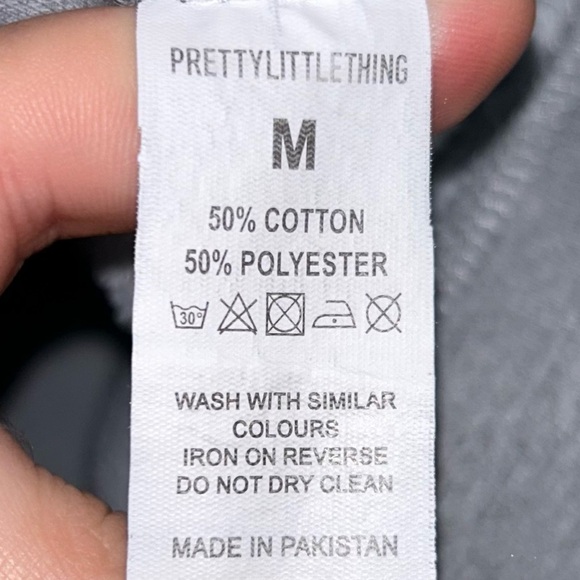 PRETTYLITTLETHING
M
50% COTTON
50% POLYESTER
30°
WASH WITH SIMILAR
COLOURS
IRON ON REVERSE
DO NOT DRY CLEAN
MADE IN PAKISTAN